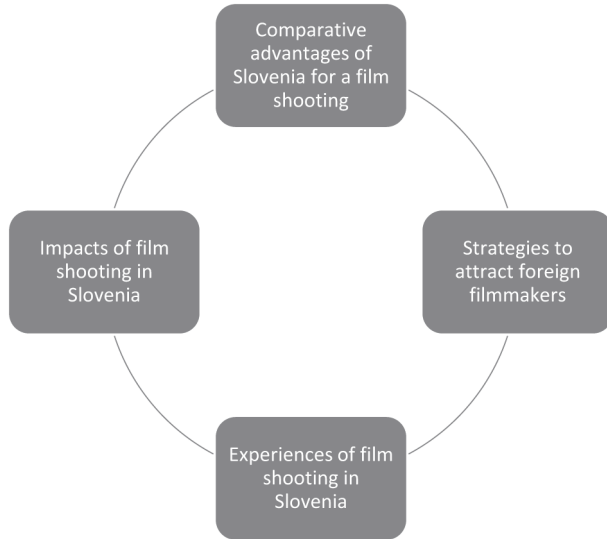 Comparative
advantages of
Slovenia for a film
shooting
Impacts of film
shooting in
Slovenia
Strategies to
attract foreign
filmmakers
Experiences of film
shooting in
Slovenia